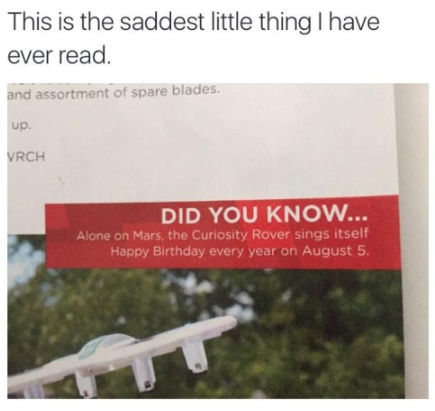 This is the saddest little thing I have
ever read.
and assortment of spare blades.
up.
VRCH
DID YOU KNOW...
Alone on Mars, the Curiosity Rover sings itself
Happy Birthday every year on August 5.